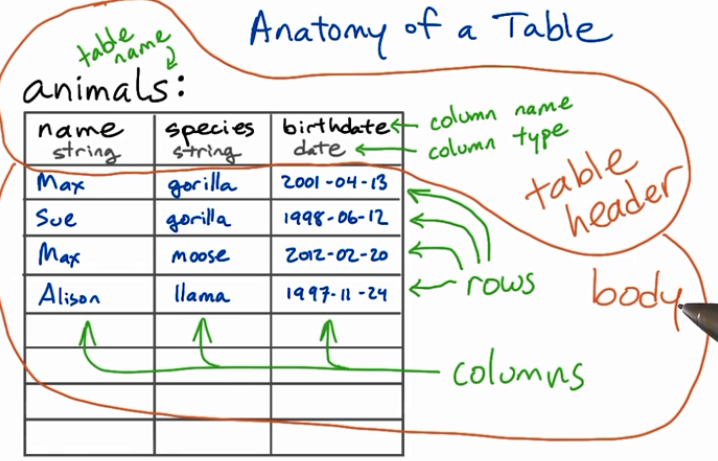 Anatomy of a Table
table name
animals:
name species birthdate column name
string string date column type
Max gorilla 2001-04-13
Sue gorilla 1998-06-12
Max moose 2012-02-20
Alison llama 1997-11-24
table header
rows
body
columns